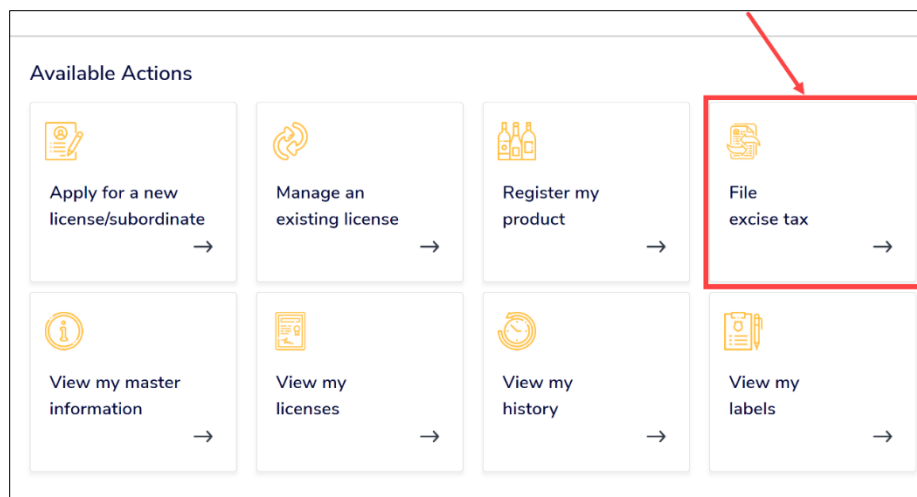 Available Actions
Apply for a new
license/subordinate
Manage an
existing license
Register my
product
File
excise tax
View my master
information
View my
licenses
View my
history
View my
labels